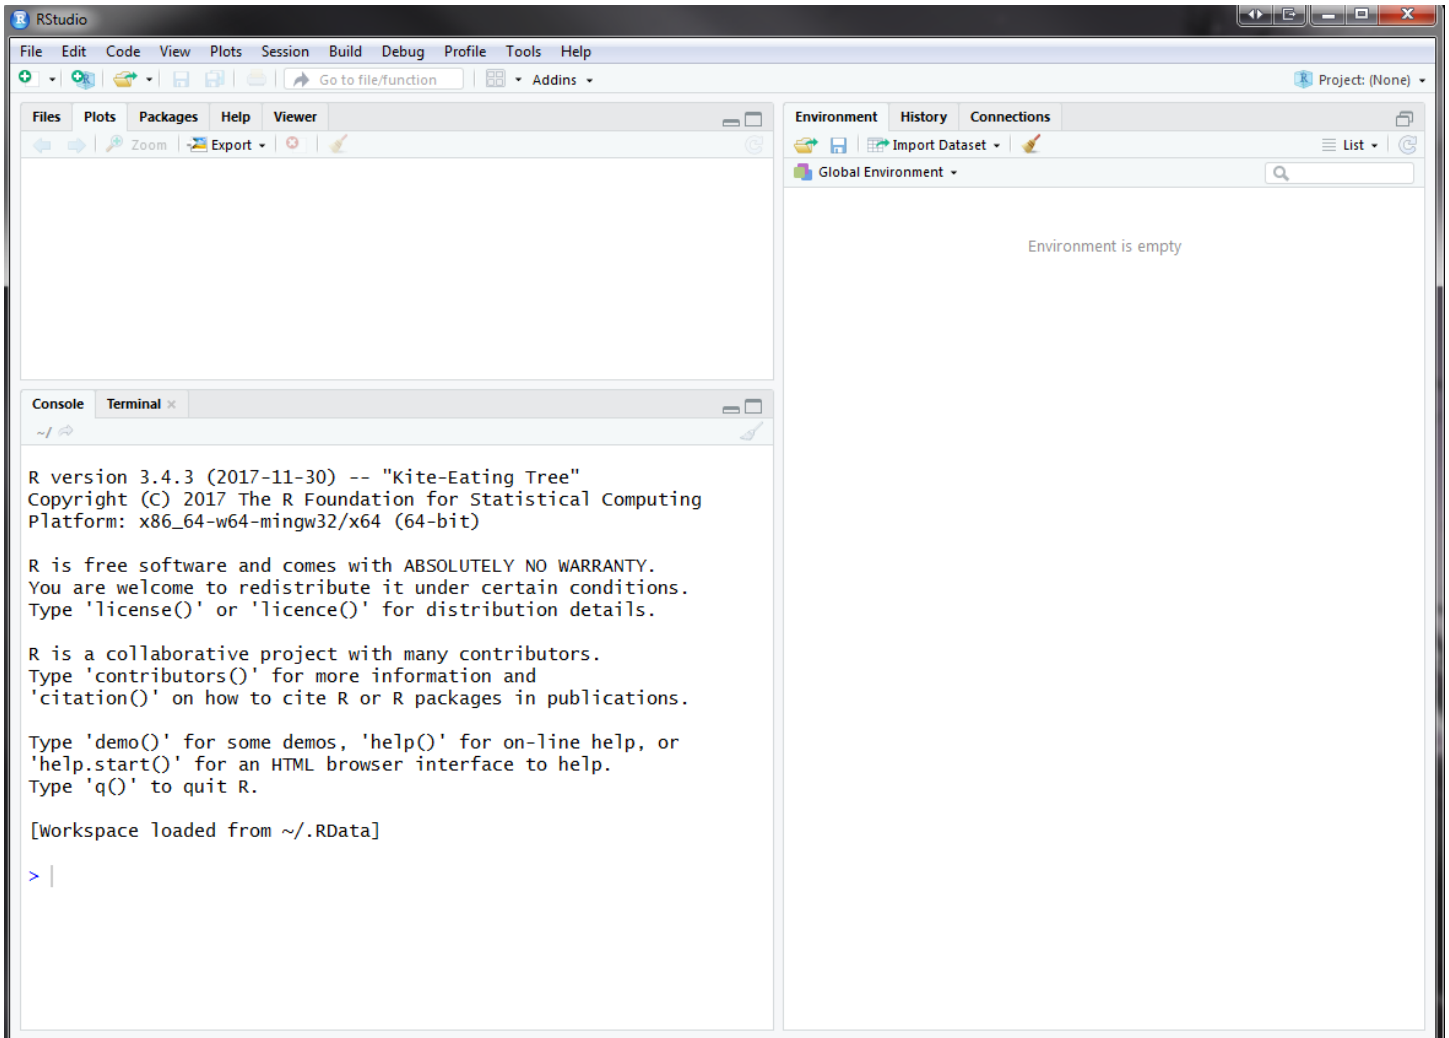 RStudio
File Edit Code View Plots Session Build Debug Profile Tools Help
Go to file/function Addins Project: (None)
Files Plots Packages Help Viewer
Zoom Export
Environment History Connections
Import Dataset List
Global Environment
Environment is empty
Console Terminal
~/
R version 3.4.3 (2017-11-30) -- "Kite-Eating Tree"
Copyright (C) 2017 The R Foundation for Statistical Computing
Platform: x86_64-w64-mingw32/x64 (64-bit)
R is free software and comes with ABSOLUTELY NO WARRANTY.
You are welcome to redistribute it under certain conditions.
Type 'license()' or 'licence()' for distribution details.
R is a collaborative project with many contributors.
Type 'contributors()' for more information and
'citation()' on how to cite R or R packages in publications.
Type 'demo()' for some demos, 'help()' for on-line help, or
'help.start()' for an HTML browser interface to help.
Type 'q()' to quit R.
[Workspace loaded from ~/.RData]
>